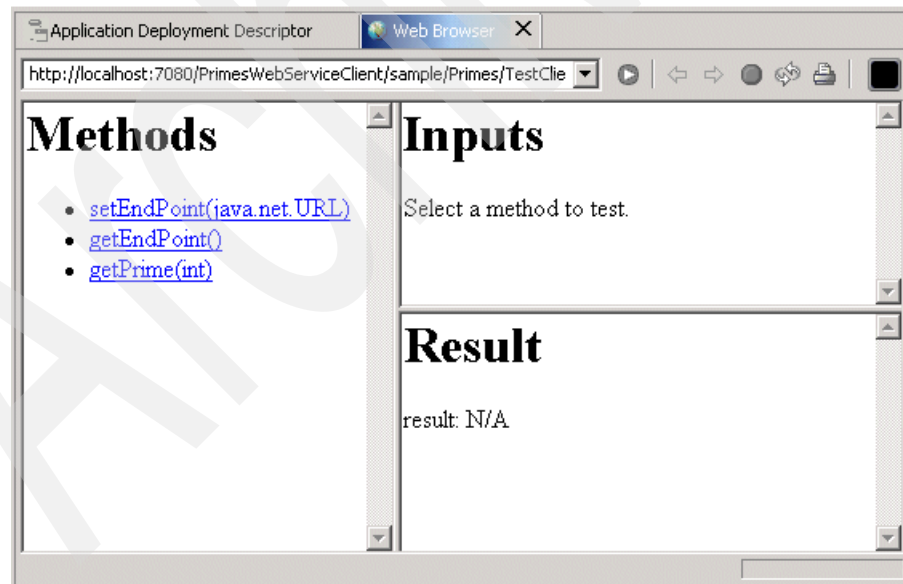 Application Deployment Descriptor
Web Browser
http://localhost:7080/PrimesWebServiceClient/sample/Primes/TestClie
Methods
setEndPoint(java.net.URL)
getEndPoint()
getPrime(int)
Inputs
Select a method to test.
Result
result: N/A